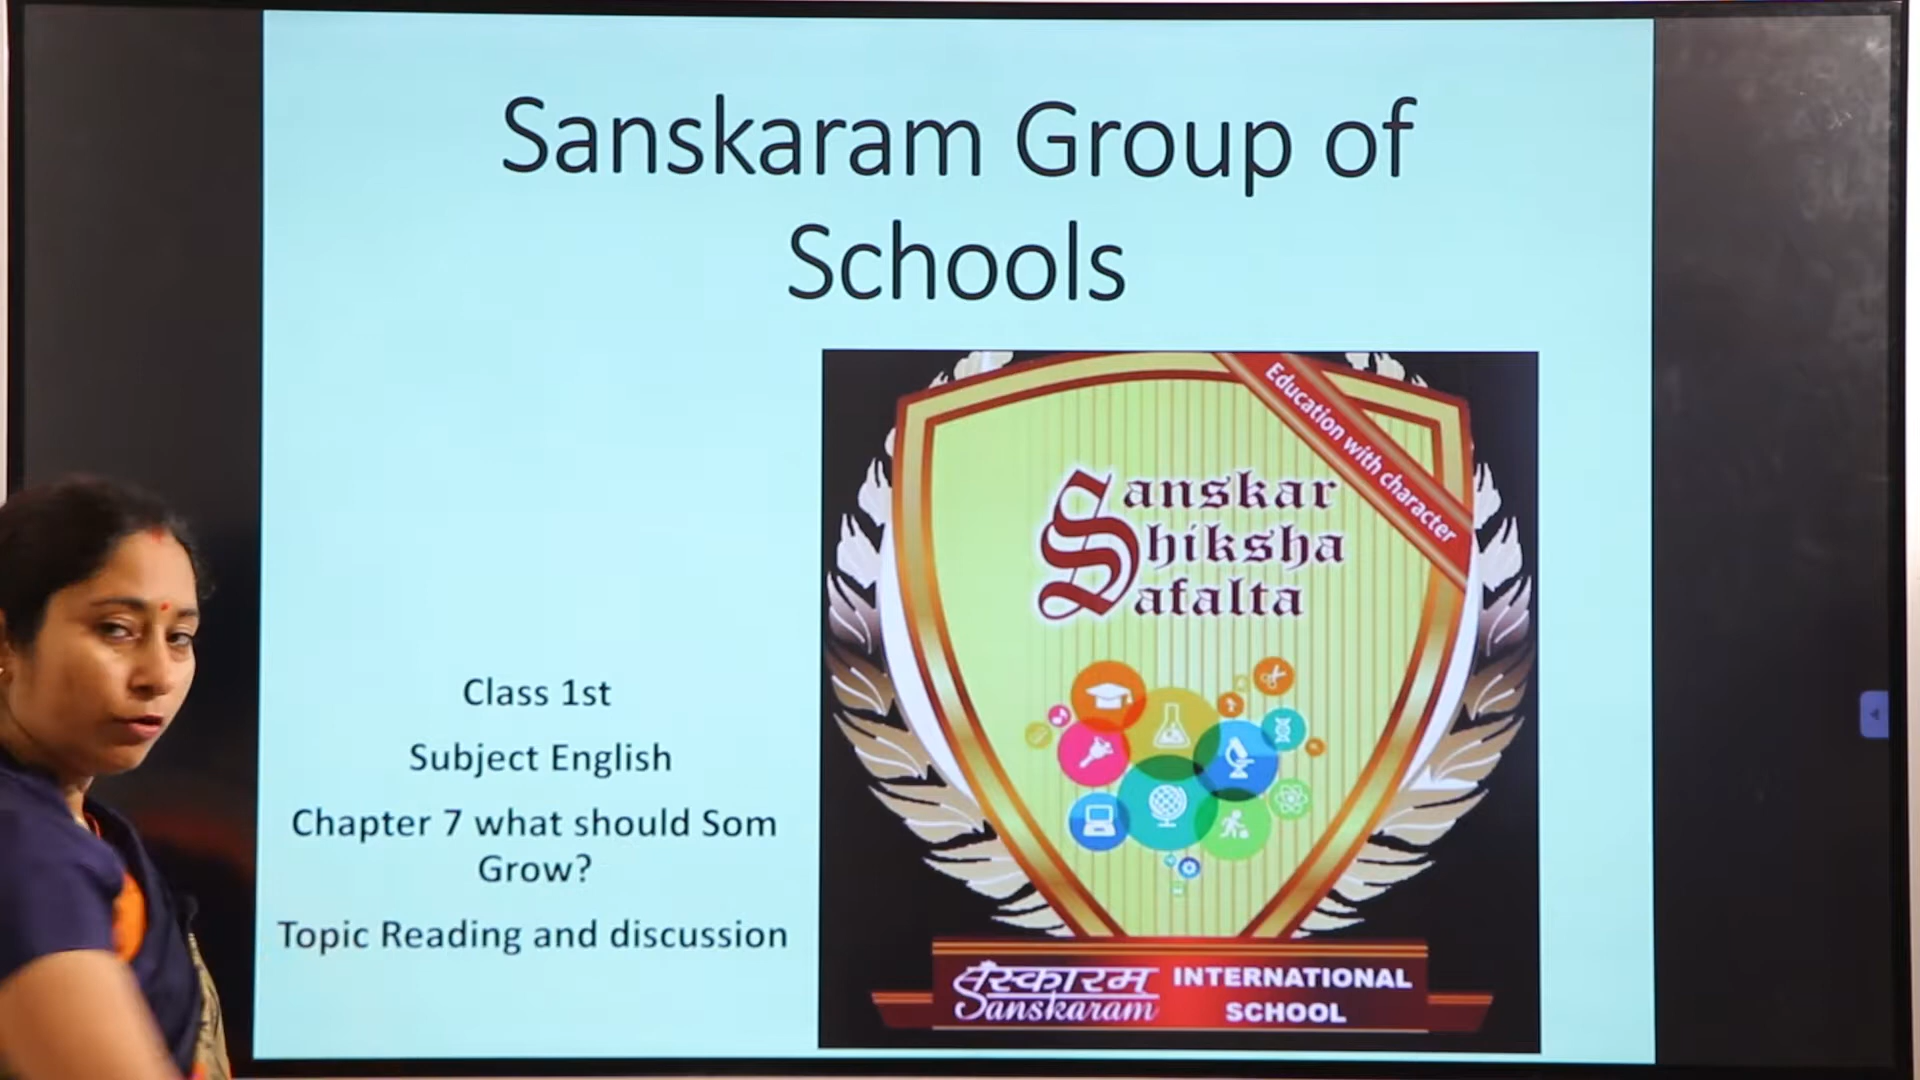 Sanskaram Group of
Schools
Education with character
Sanskar
Shiksha
Safalta
Class 1st
Subject English
Chapter 7 what should Som
Grow?
Topic Reading and discussion
संस्कारम
Sanskaram
INTERNATIONAL
SCHOOL